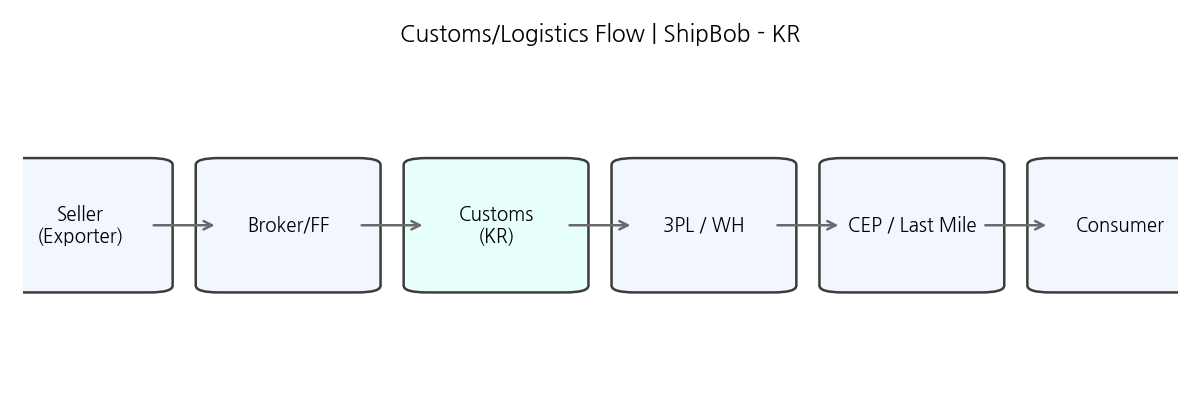 Customs/Logistics Flow | ShipBob - KR
Seller
(Exporter)
Broker/FF
Customs
(KR)
3PL / WH
CEP / Last Mile
Consumer